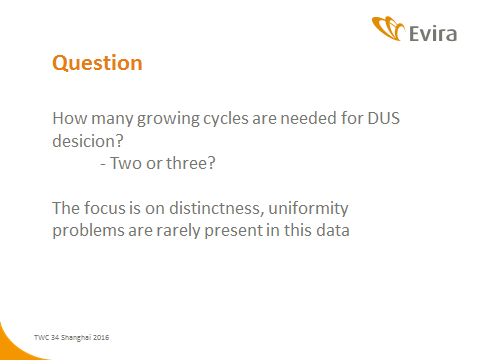 Evira
Question
How many growing cycles are needed for DUS
desicion?
- Two or three?
The focus is on distinctness, uniformity
problems are rarely present in this data
TWC 34 Shanghai 2016